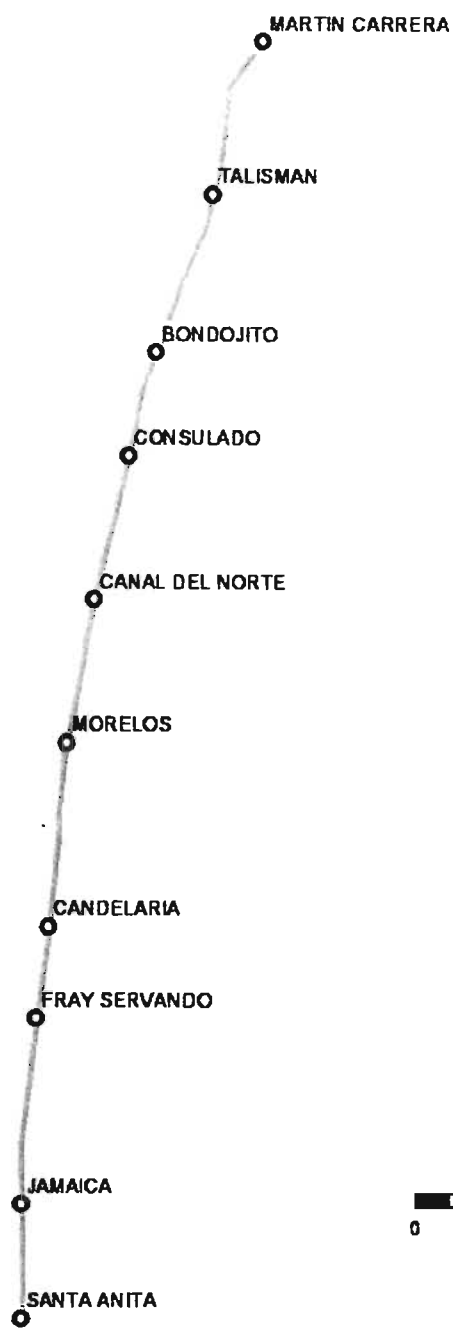 MARTIN CARRERA
TALISMAN
BONDOJITO
CONSULADO
CANAL DEL NORTE
MORELOS
CANDELARIA
FRAY SERVANDO
JAMAICA
0
SANTA ANITA